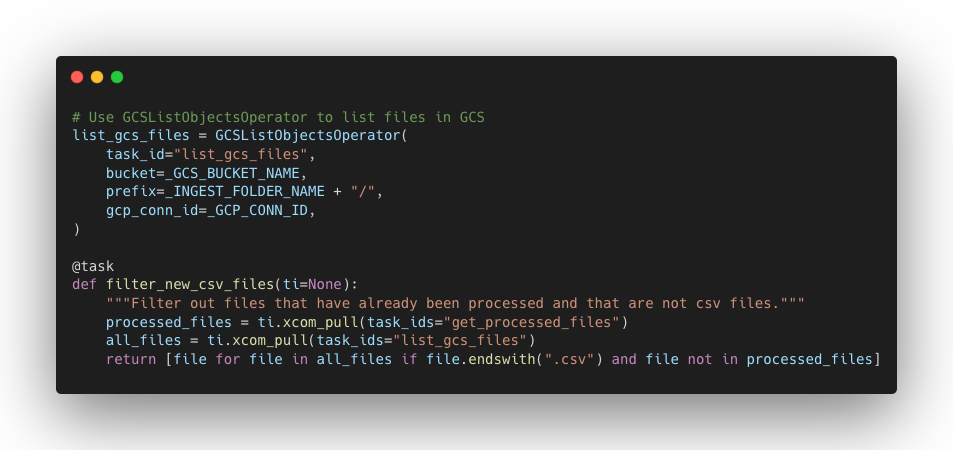 # Use GCSListObjectsOperator to list files in GCS
list_gcs_files = GCSListObjectsOperator(
    task_id="list_gcs_files",
    bucket=_GCS_BUCKET_NAME,
    prefix=_INGEST_FOLDER_NAME + "/",
    gcp_conn_id=_GCP_CONN_ID,
)

@task
def filter_new_csv_files(ti=None):
    """Filter out files that have already been processed and that are not csv files."""
    processed_files = ti.xcom_pull(task_ids="get_processed_files")
    all_files = ti.xcom_pull(task_ids="list_gcs_files")
    return [file for file in all_files if file.endswith(".csv") and file not in processed_files]